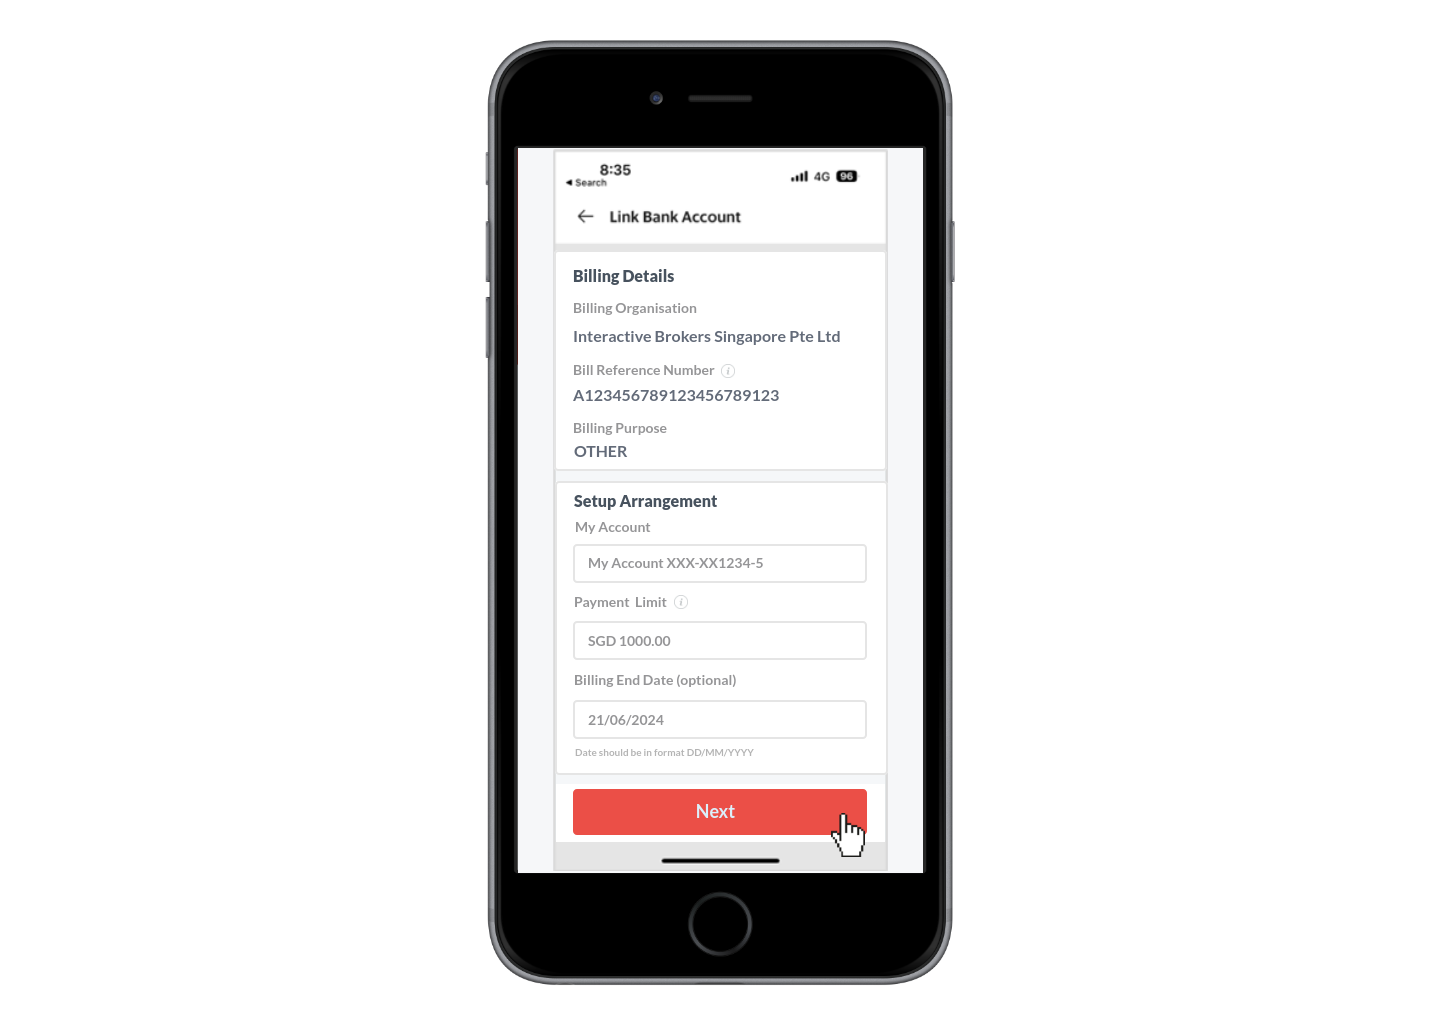 8:35
◄ Search
4G 96
← Link Bank Account
Billing Details
Billing Organisation
Interactive Brokers Singapore Pte Ltd
Bill Reference Number i
A123456789123456789123
Billing Purpose
OTHER
Setup Arrangement
My Account
My Account XXX-XX1234-5
Payment Limit i
SGD 1000.00
Billing End Date (optional)
21/06/2024
Date should be in format DD/MM/YYYY
Next